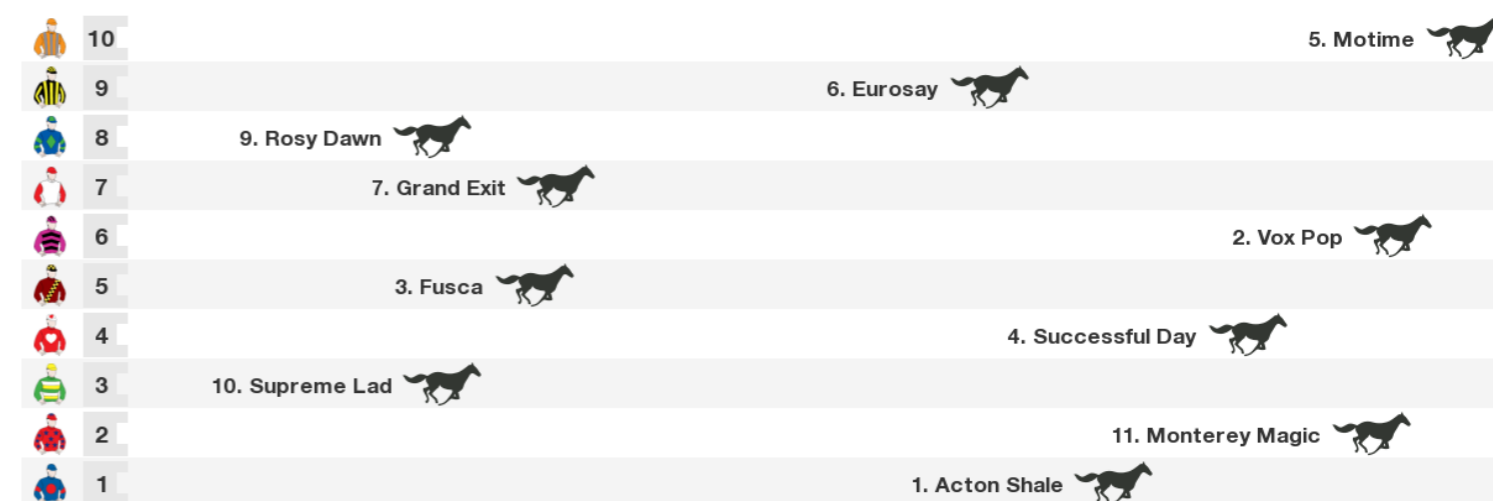 10 5. Motime
9 6. Eurosay
8 9. Rosy Dawn
7 7. Grand Exit
6 2. Vox Pop
5 3. Fusca
4 4. Successful Day
3 10. Supreme Lad
2 11. Monterey Magic
1 1. Acton Shale